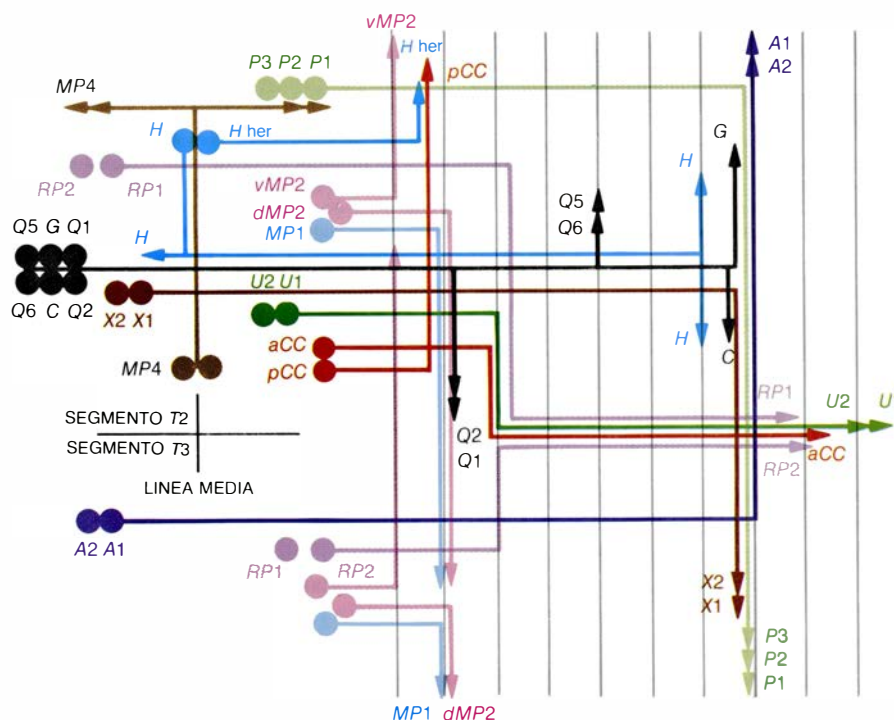 vMP2
H her
A1
A2
pCC
P3 P2 P1
MP4
G
H
H her
H
RP2
RP1
vMP2
dMP2
MP1
Q5
Q6
Q5 G Q1
H
U2 U1
Q6 C Q2
X2 X1
aCC
pCC
H
C
MP4
RP1
U2
U
SEGMENTO T2
SEGMENTO T3
Q2
Q1
aCC
RP2
LINEA MEDIA
A2 A1
RP1
RP2
X2
X1
P3
P2
P1
MP1
dMP2